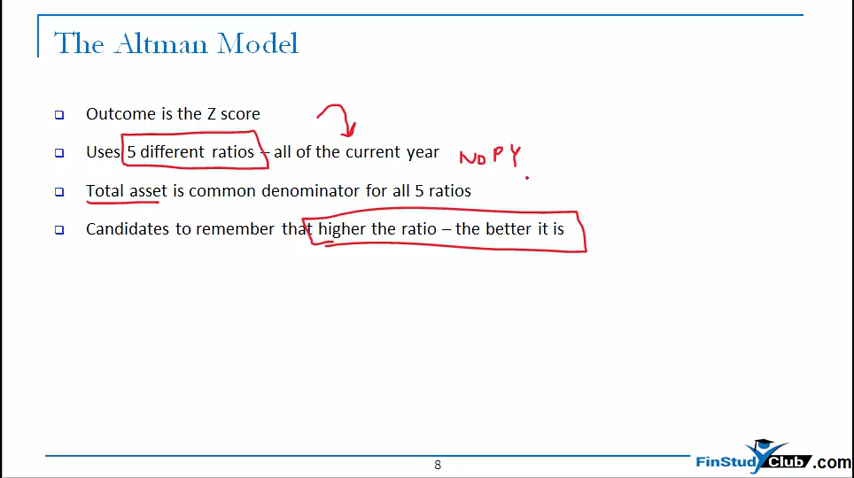 The Altman Model
Outcome is the Z score
Uses 5 different ratios – all of the current year NO PY
Total asset is common denominator for all 5 ratios
Candidates to remember that higher the ratio – the better it is
8
FinStudyClub.com